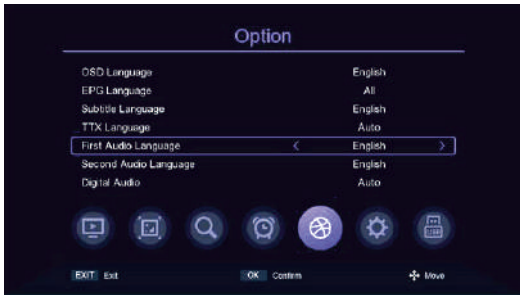 Option
OSD Language English
EPG Language All
Subtitle Language English
TTX Language Auto
First Audio Language < English >
Second Audio Language English
Digital Audio Auto
USB
EXIT Exit OK Confirm Move